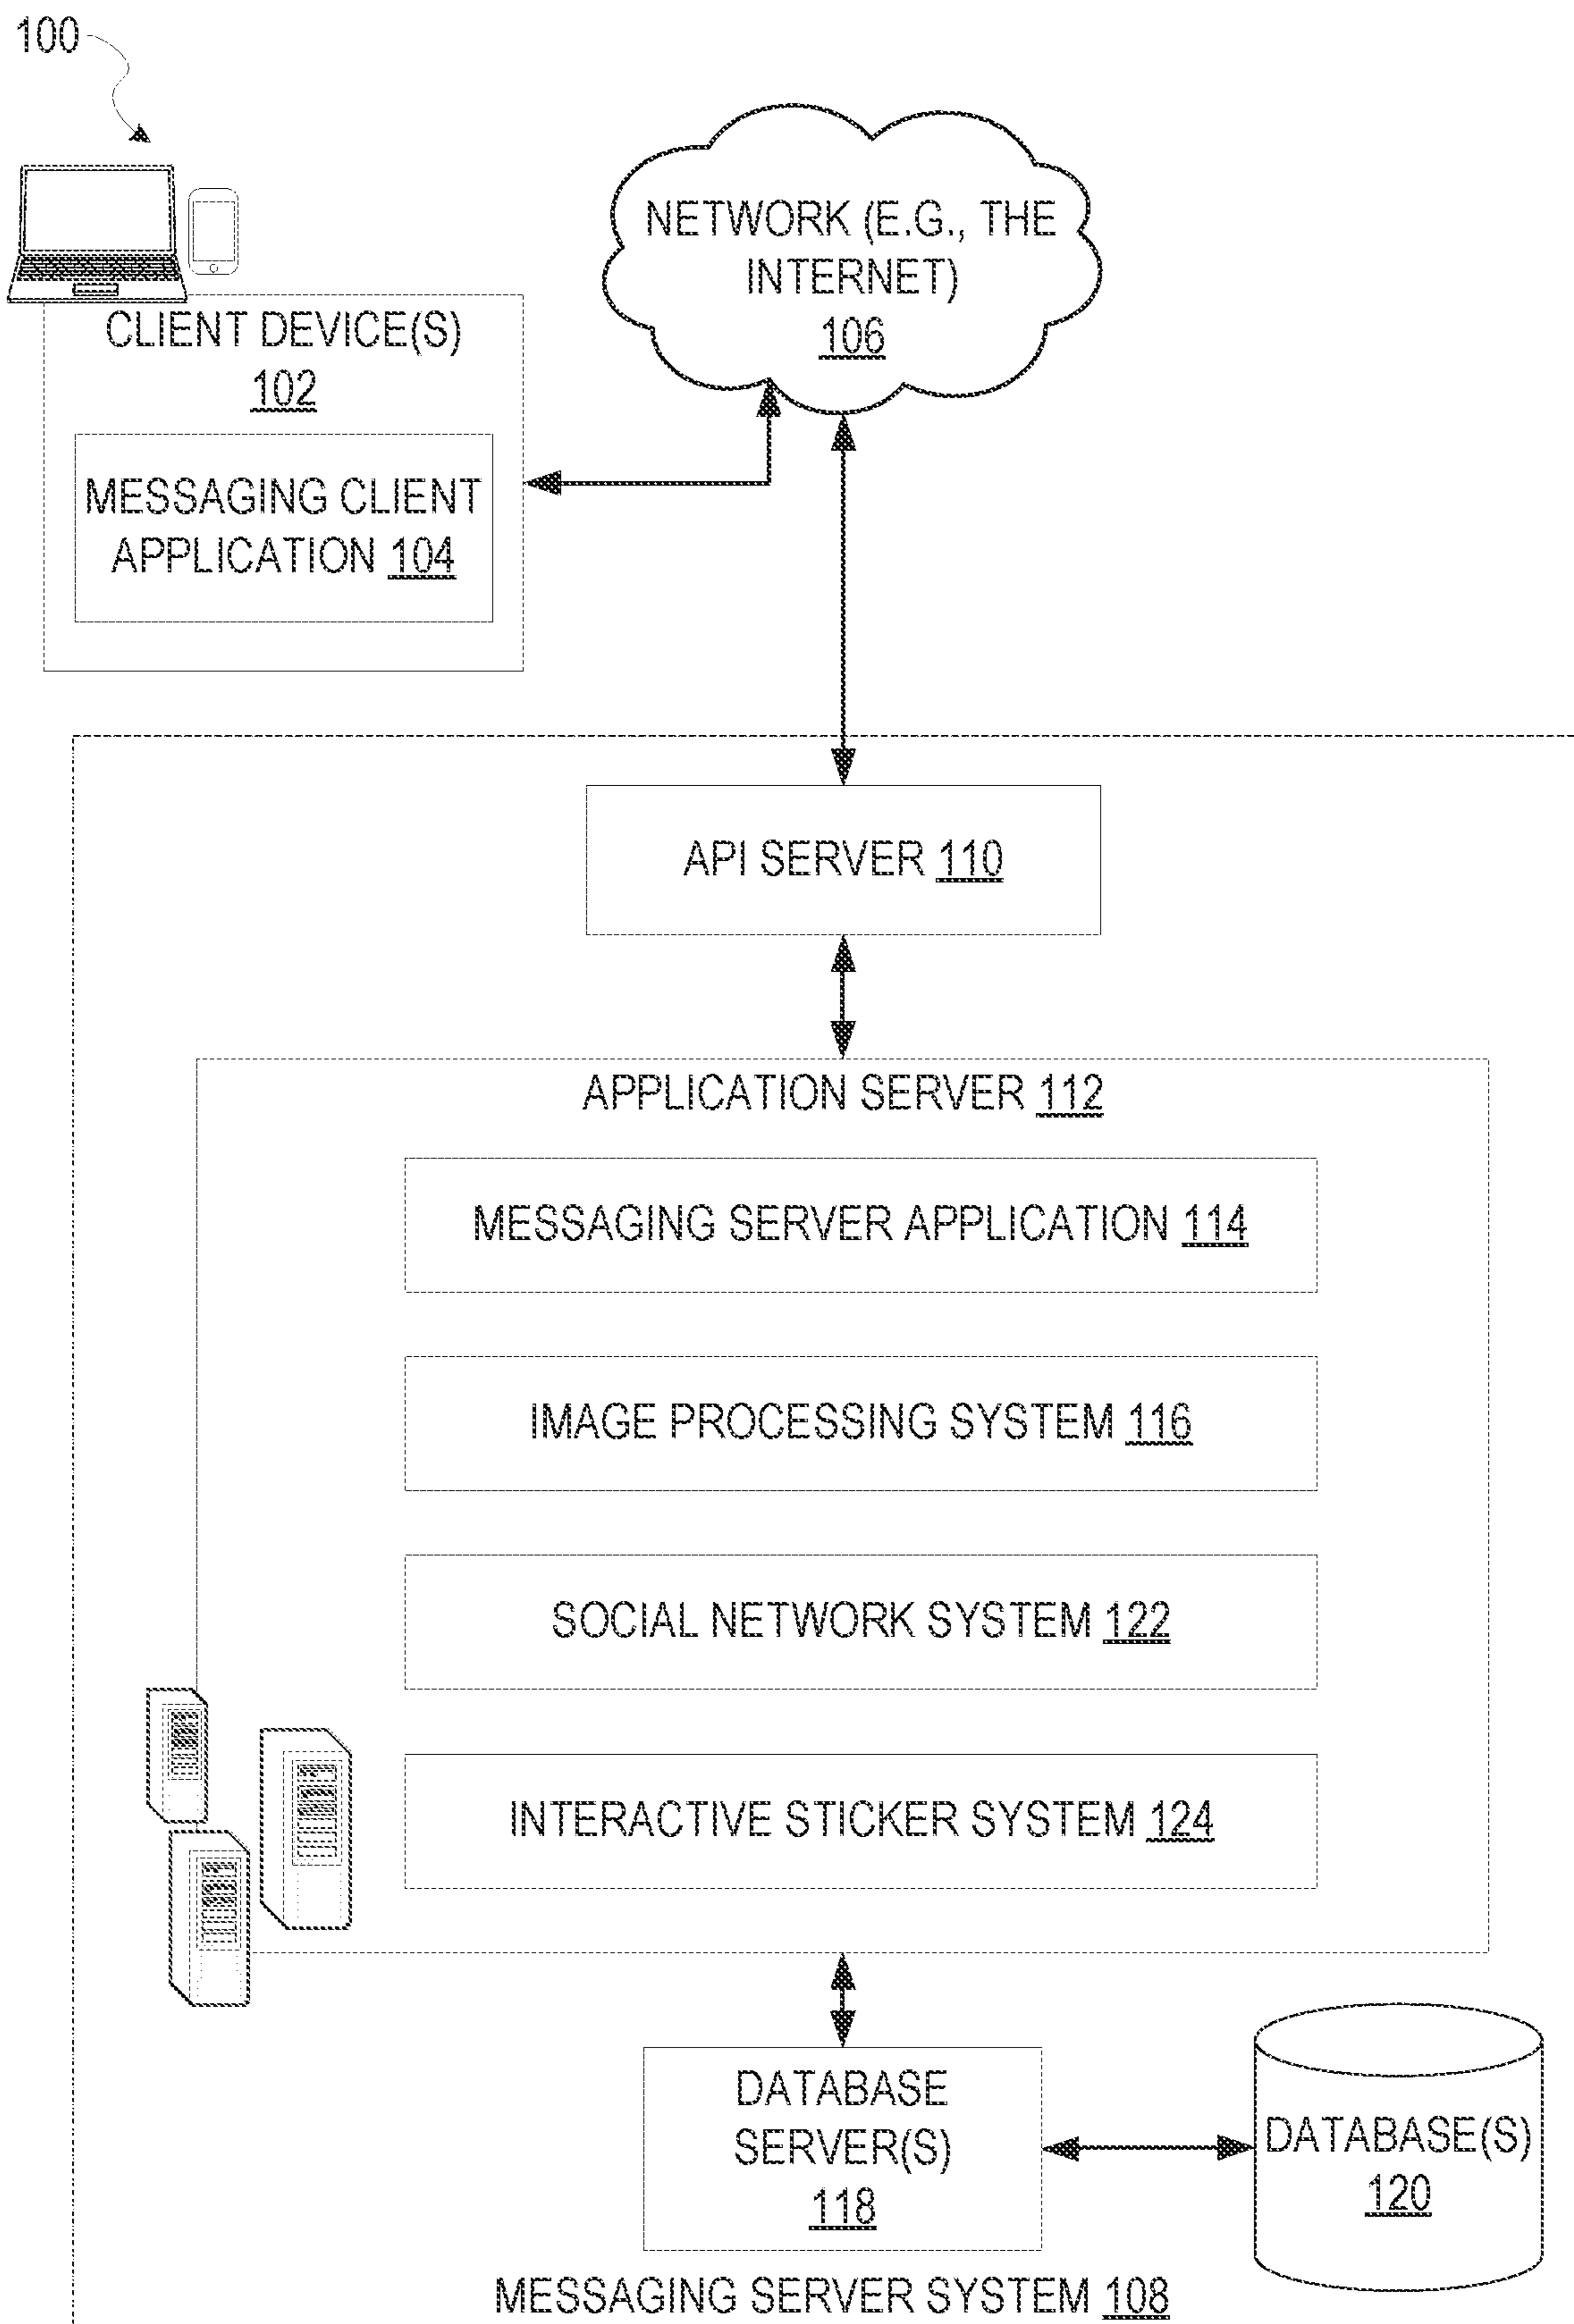 100
NETWORK (E.G., THE
INTERNET)
106
CLIENT DEVICE(S)
102
MESSAGING CLIENT
APPLICATION 104
API SERVER 110
APPLICATION SERVER 112
MESSAGING SERVER APPLICATION 114
IMAGE PROCESSING SYSTEM 116
SOCIAL NETWORK SYSTEM 122
INTERACTIVE STICKER SYSTEM 124
DATABASE
SERVER(S)
118
DATABASE(S)
120
MESSAGING SERVER SYSTEM 108